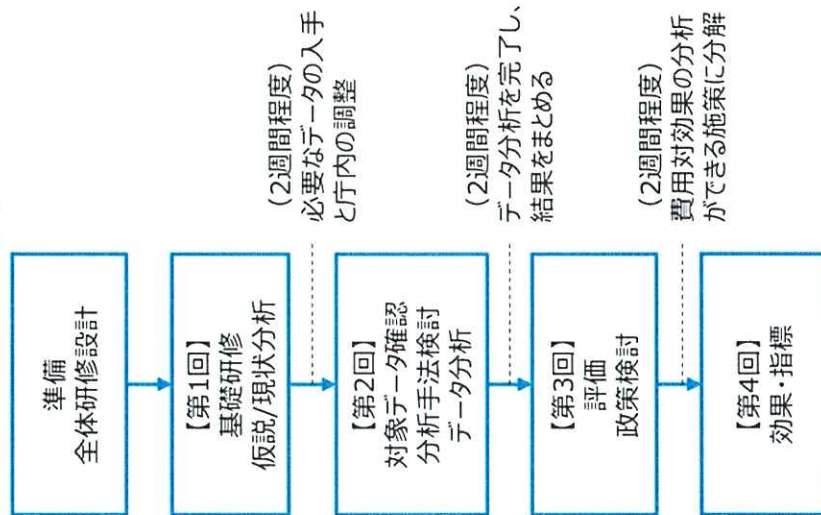 準備
全体研修設計
【第1回】
基礎研修
仮説/現状分析
(2週間程度)
必要なデータの入手
と庁内の調整
【第2回】
対象データ確認
分析手法検討
データ分析
(2週間程度)
データ分析を完了し、
結果をまとめる
【第3回】
評価
政策検討
(2週間程度)
費用対効果の分析
ができる施策に分解
【第4回】
効果・指標